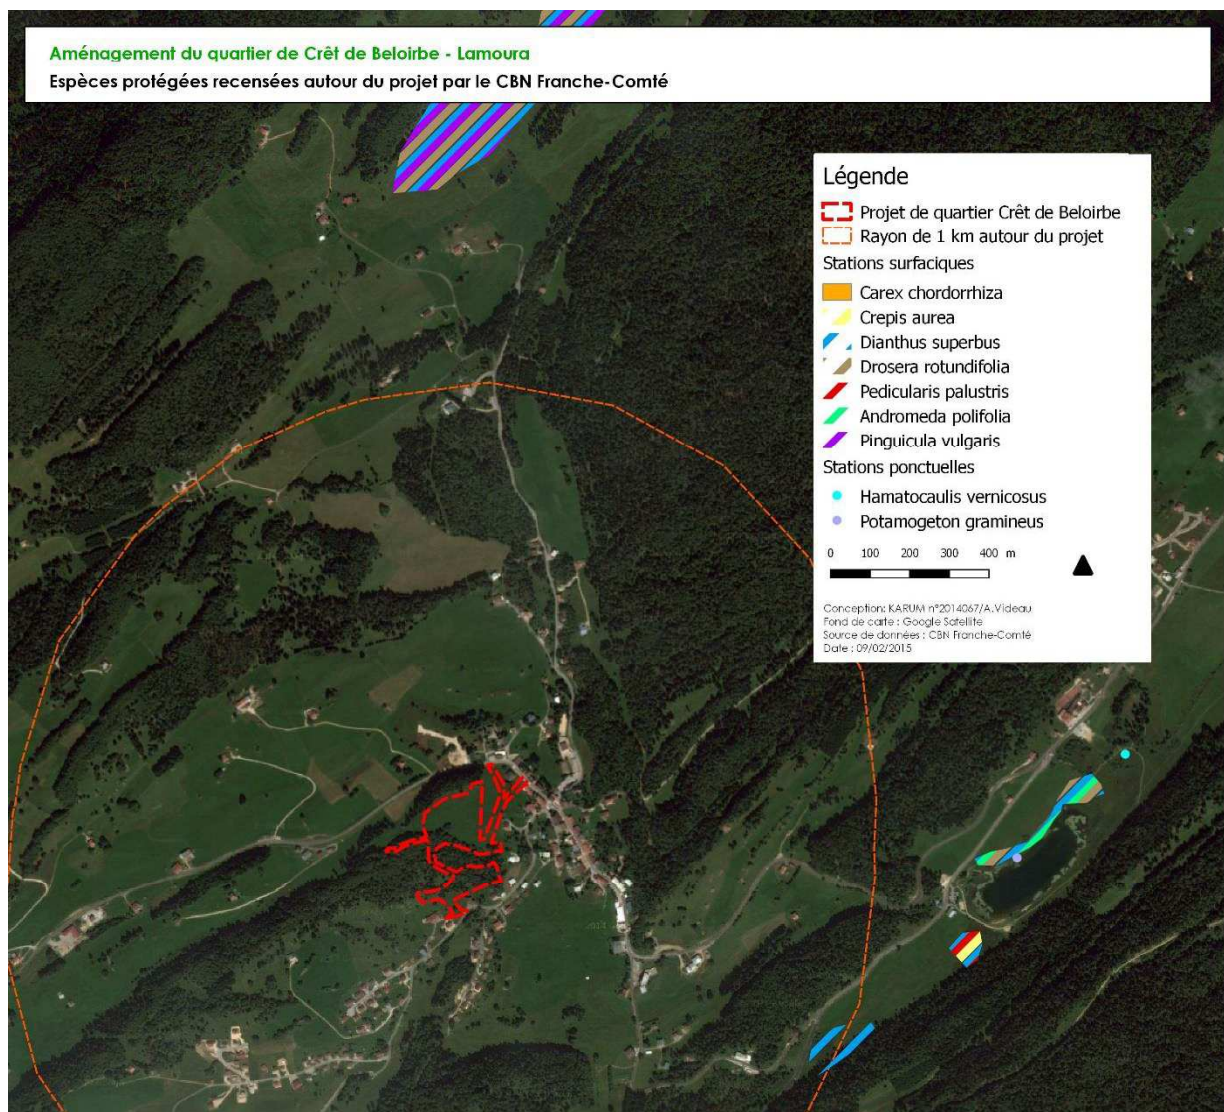 Aménagement du quartier de Crêt de Beloirbe - Lamoura
Espèces protégées recensées autour du projet par le CBN Franche-Comté
Légende
Projet de quartier Crêt de Beloirbe
Rayon de 1 km autour du projet
Stations surfaciques
Carex chordorrhiza
Crepis aurea
Dianthus superbus
Drosera rotundifolia
Pedicularis palustris
Andromeda polifolia
Pinguicula vulgaris
Stations ponctuelles
Hamatocaulis vernicosus
Potamogeton gramineus
0 100 200 300 400 m
Conception: KARUM n°2014067/A.Videau
Fond de carte : Google Satellite
Source de données : CBN Franche-Comté
Date : 09/02/2015